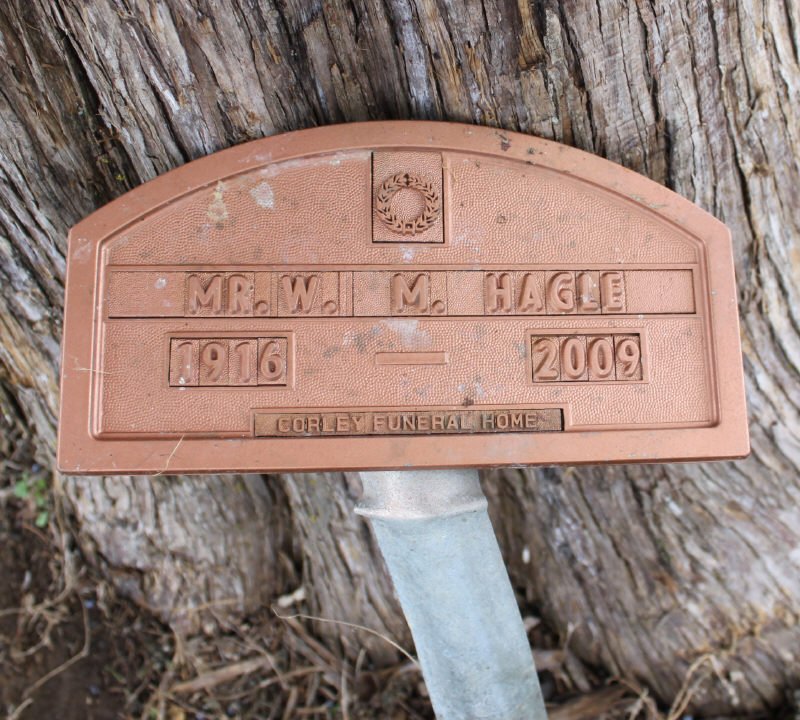 MR. W. M. HAGLE
1916 — 2009
CORLEY FUNERAL HOME